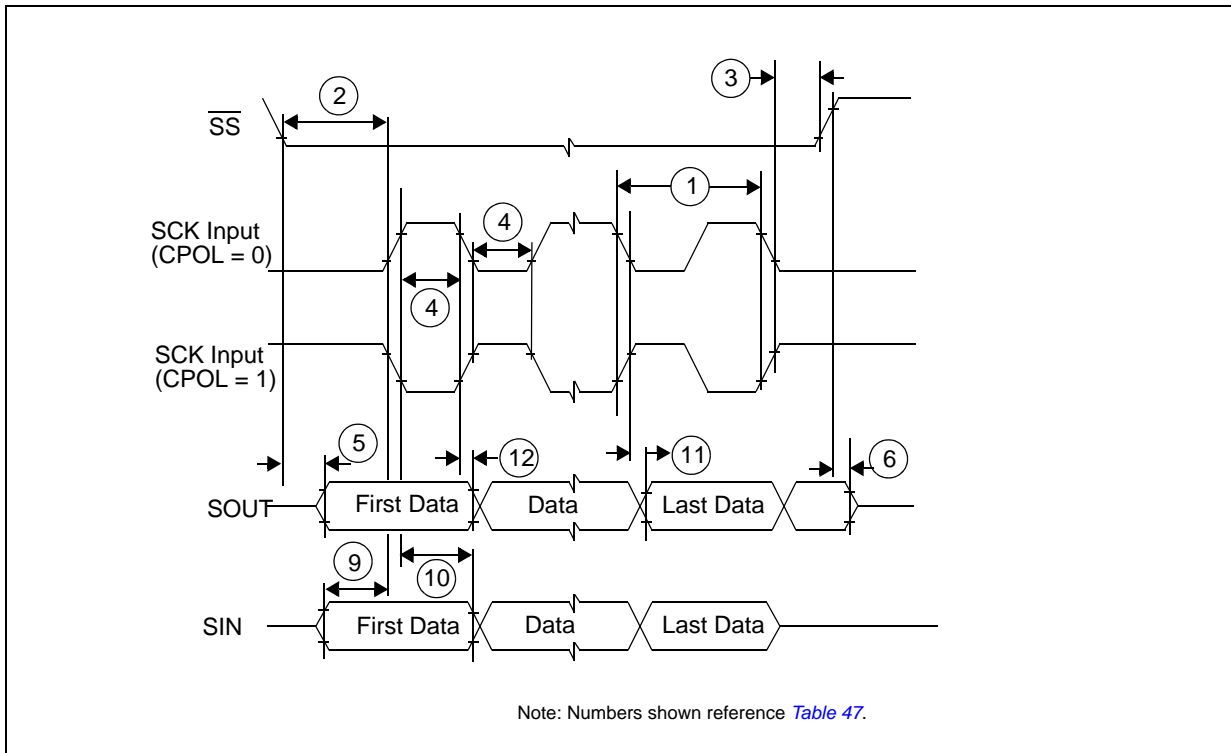 3
2
SS
1
4
SCK Input
(CPOL = 0)
4
SCK Input
(CPOL = 1)
5
12
11
6
SOUT
First Data
Data
Last Data
9
10
SIN
First Data
Data
Last Data
Note: Numbers shown reference Table 47.